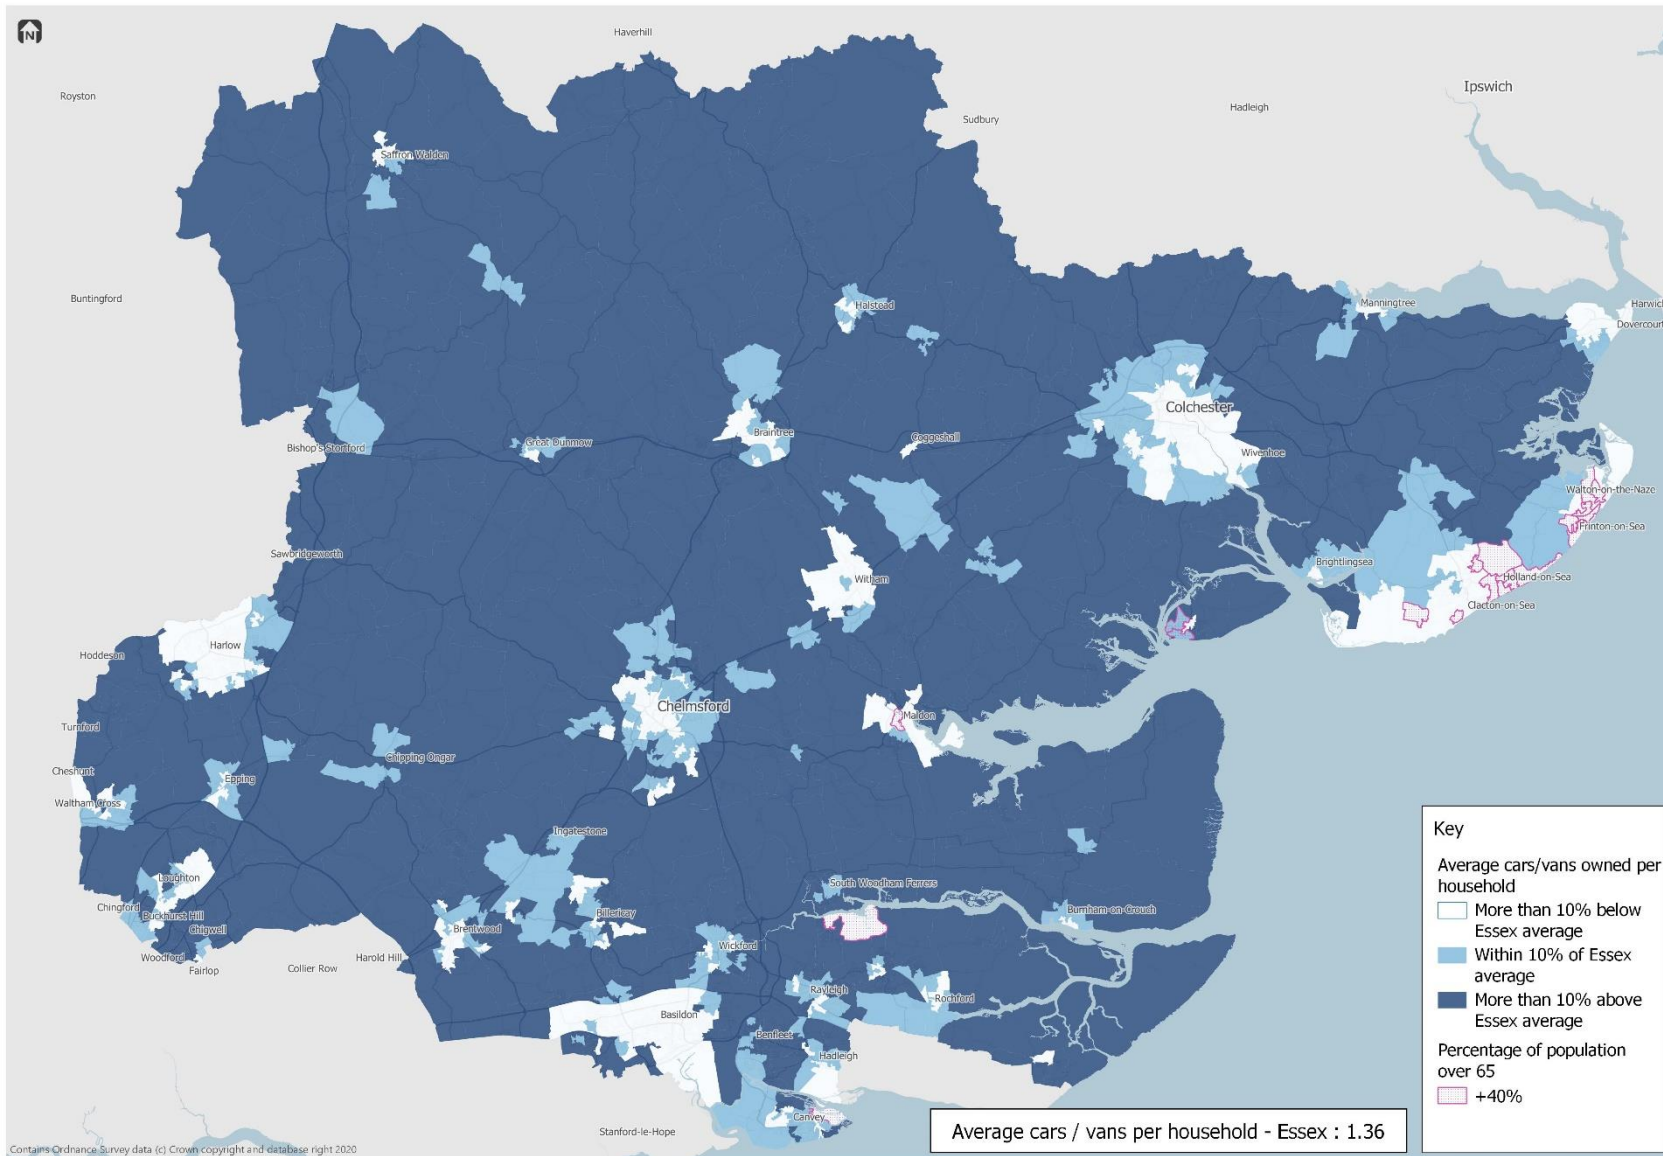 N
Haverhill
Royston
Ipswich
Hadleigh
Sudbury
Saffron Walden
Buntingford
Halstead
Manningtree
Harwich
Dovercourt
Colchester
Braintree
Great Dunmow
Coggeshall
Bishop's Stortford
Wivenhoe
Walton-on-the-Naze
Frinton-on-Sea
Sawbridgeworth
Brightlingsea
Witham
Holland-on-Sea
Clacton-on-Sea
Harlow
Hoddesdon
Chelmsford
Maldon
Turnford
Chipping Ongar
Cheshunt
Epping
Waltham Cross
Ingatestone
Loughton
South Woodham Ferrers
Chingford
Buckhurst Hill
Burnham-on-Crouch
Billericay
Chigwell
Brentwood
Wickford
Woodford
Harold Hill
Fairlop
Collier Row
Rayleigh
Rochford
Basildon
Benfleet
Hadleigh
Canvey
Stanford-le-Hope
Key
Average cars/vans owned per
household
More than 10% below
Essex average
Within 10% of Essex
average
More than 10% above
Essex average
Percentage of population
over 65
+40%
Average cars / vans per household - Essex : 1.36
Contains Ordnance Survey data (c) Crown copyright and database right 2020